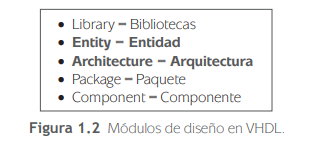 • Library – Bibliotecas
• Entity – Entidad
• Architecture – Arquitectura
• Package – Paquete
• Component – Componente
Figura 1.2 Módulos de diseño en VHDL.